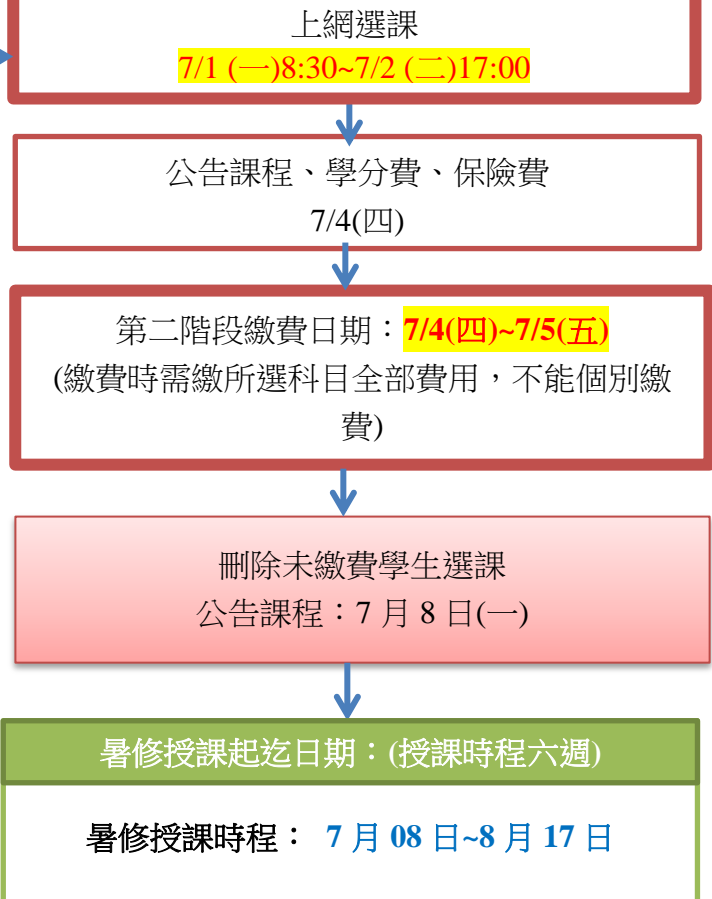 上網選課
7/1 (一)8:30~7/2 (二)17:00
公告課程、學分費、保險費
7/4(四)
第二階段繳費日期：7/4(四)~7/5(五)
(繳費時需繳所選科目全部費用，不能個別繳
費)
刪除未繳費學生選課
公告課程：7 月 8 日(一)
暑修授課起迄日期：(授課時程六週)
暑修授課時程： 7 月 08 日~8 月 17 日